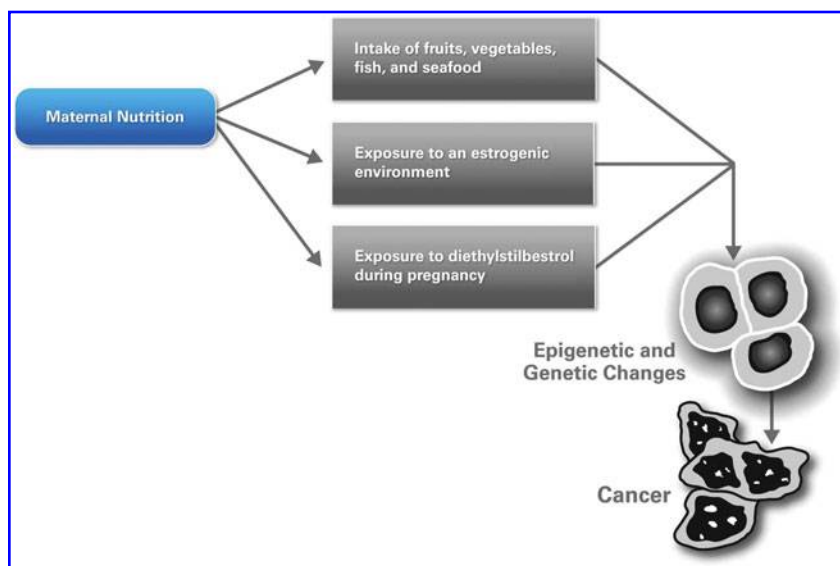 Intake of fruits, vegetables,
fish, and seafood
Maternal Nutrition
Exposure to an estrogenic
environment
Exposure to diethylstilbestrol
during pregnancy
Epigenetic and
Genetic Changes
Cancer